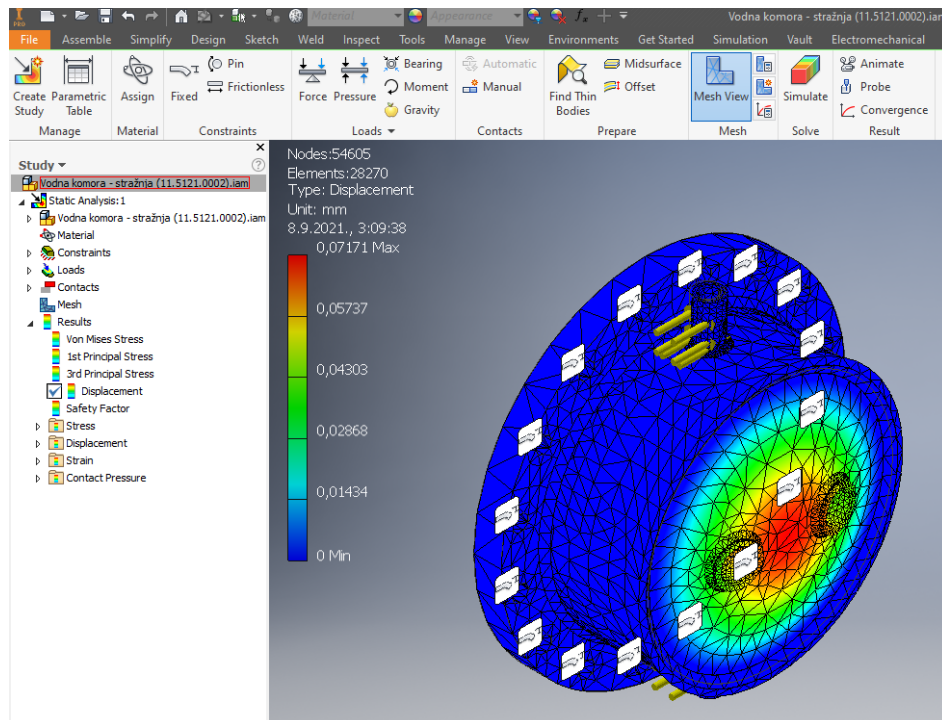 PRO
Material
Appearance
fx
Vodna komora - stražnja (11.5121.0002).iar
File Assemble Simplify Design Sketch Weld Inspect Tools Manage View Environments Get Started Simulation Vault Electromechanical
Create Study
Parametric Table
Manage
Assign
Material
Fixed
Pin
Frictionless
Constraints
Force
Pressure
Bearing
Moment
Gravity
Loads
Automatic
Manual
Contacts
Find Thin Bodies
Midsurface
Offset
Prepare
Mesh View
Mesh
Simulate
Solve
Animate
Probe
Convergence
Result
Study
Vodna komora - stražnja (11.5121.0002).iam
Static Analysis:1
Vodna komora - stražnja (11.5121.0002).iam
Material
Constraints
Loads
Contacts
Mesh
Results
Von Mises Stress
1st Principal Stress
3rd Principal Stress
Displacement
Safety Factor
Stress
Displacement
Strain
Contact Pressure
Nodes:54605
Elements:28270
Type: Displacement
Unit: mm
8.9.2021., 3:09:38
0,07171 Max
0,05737
0,04303
0,02868
0,01434
0 Min